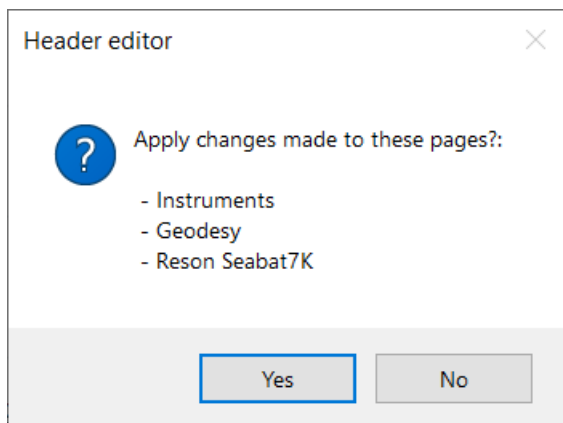 Header editor
?
Apply changes made to these pages?:
- Instruments
- Geodesy
- Reson Seabat7K
Yes
No